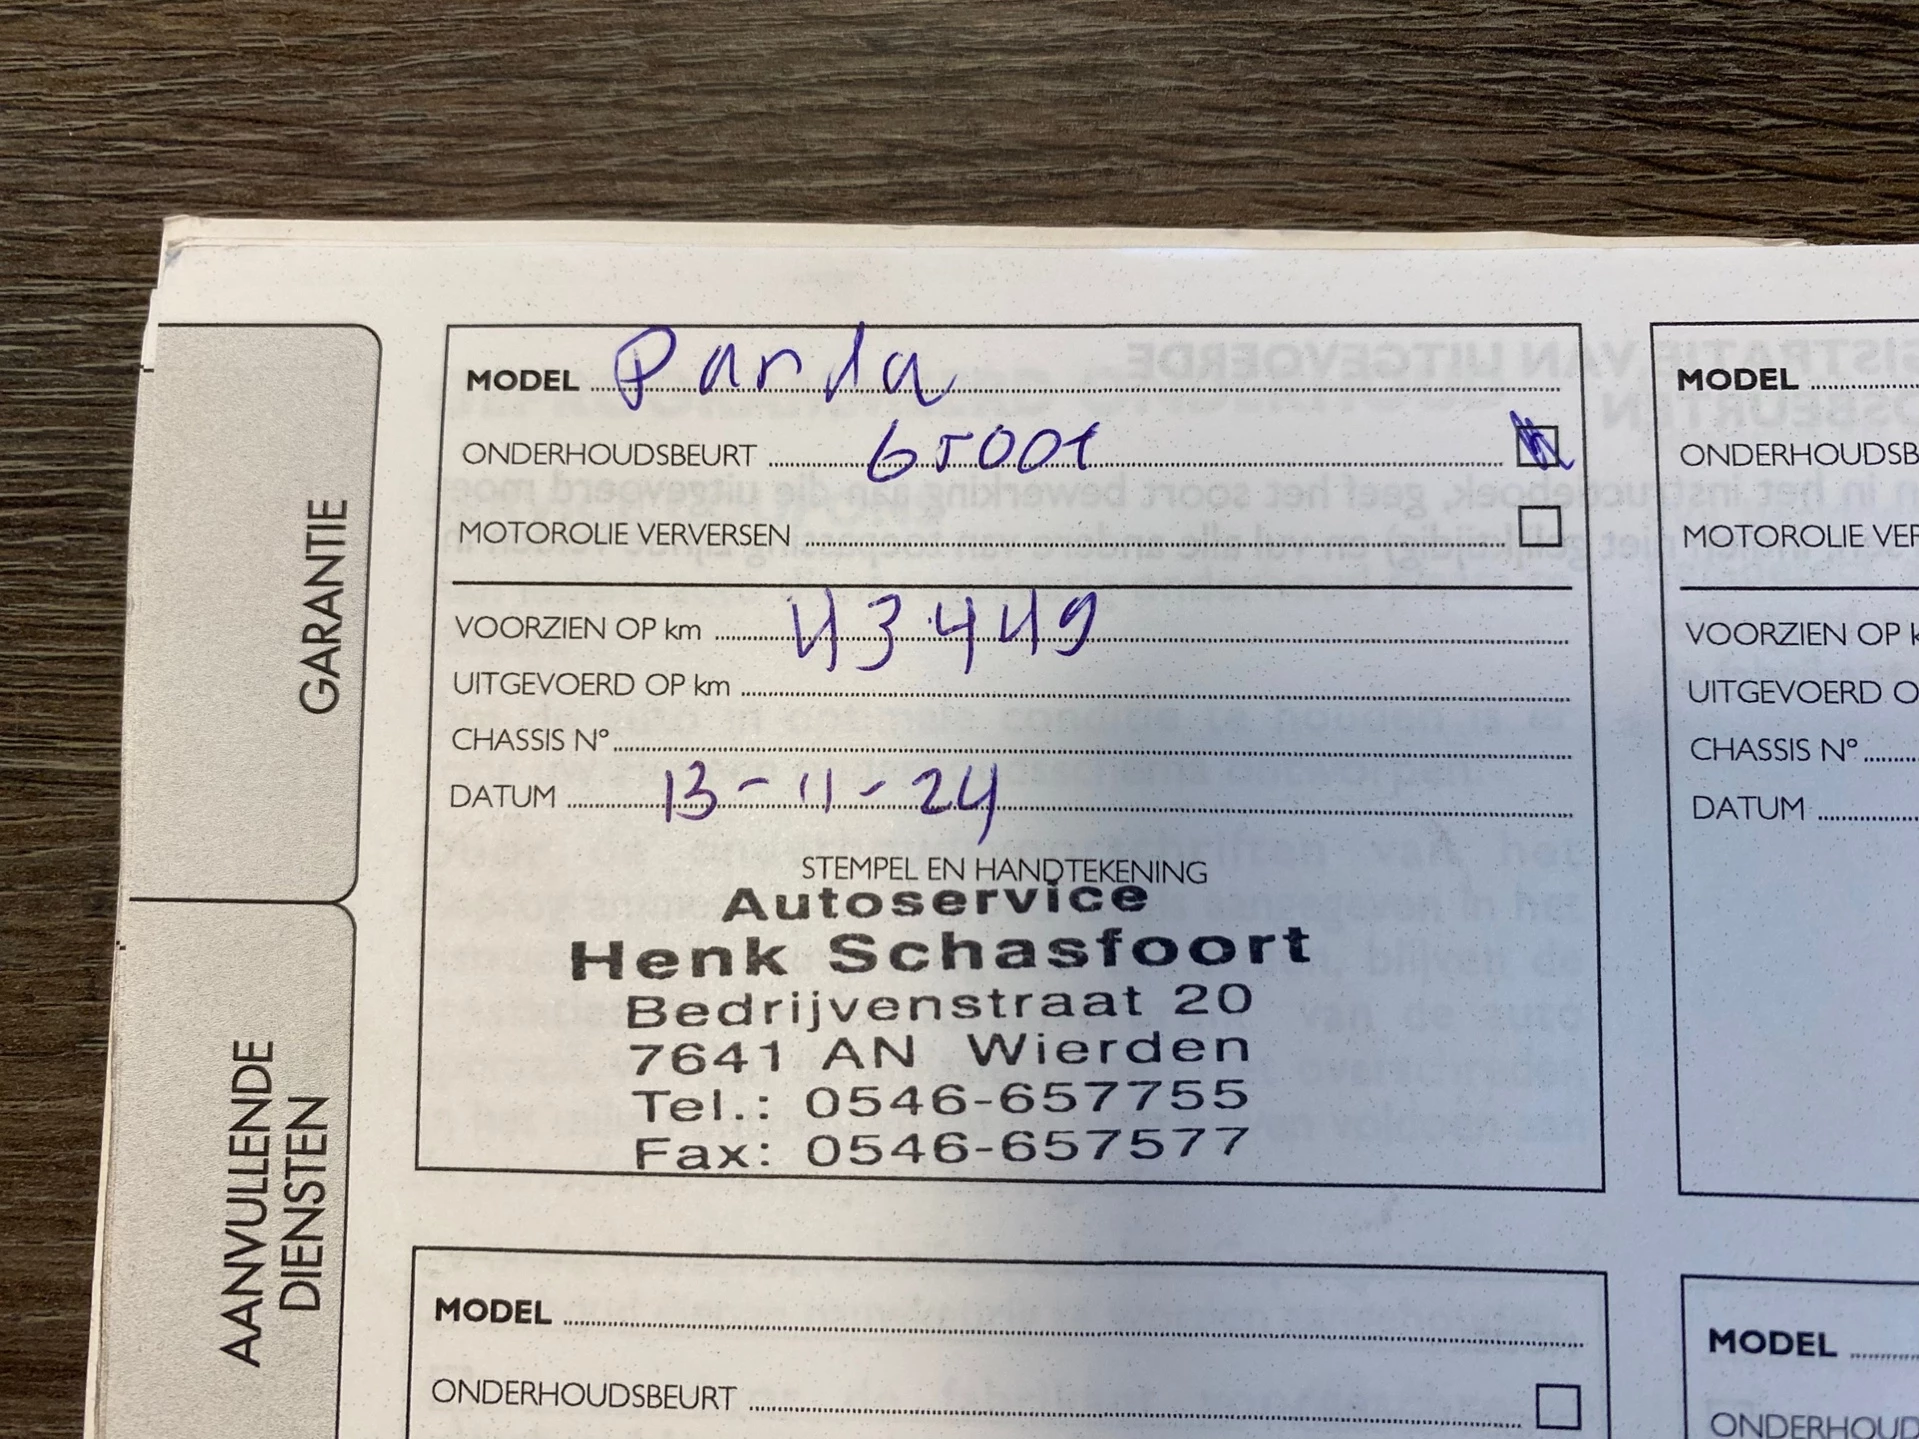 GARANTIE
AANVULLENDE
DIENSTEN
MODEL Panda
ONDERHOUDSBEURT 65001
MOTOROLIE VERVERSEN
VOORZIEN OP km 43449
UITGEVOERD OP km
CHASSIS N°
DATUM 13-11-24
STEMPEL EN HANDTEKENING
Autoservice
Henk Schasfoort
Bedrijvenstraat 20
7641 AN Wierden
Tel.: 0546-657755
Fax: 0546-657577
MODEL
ONDERHOUDSB
MOTOROLIE VER
VOORZIEN OP k
UITGEVOERD O
CHASSIS N°
DATUM
MODEL
ONDERHOUDSBEURT
MODEL
ONDERHOUD